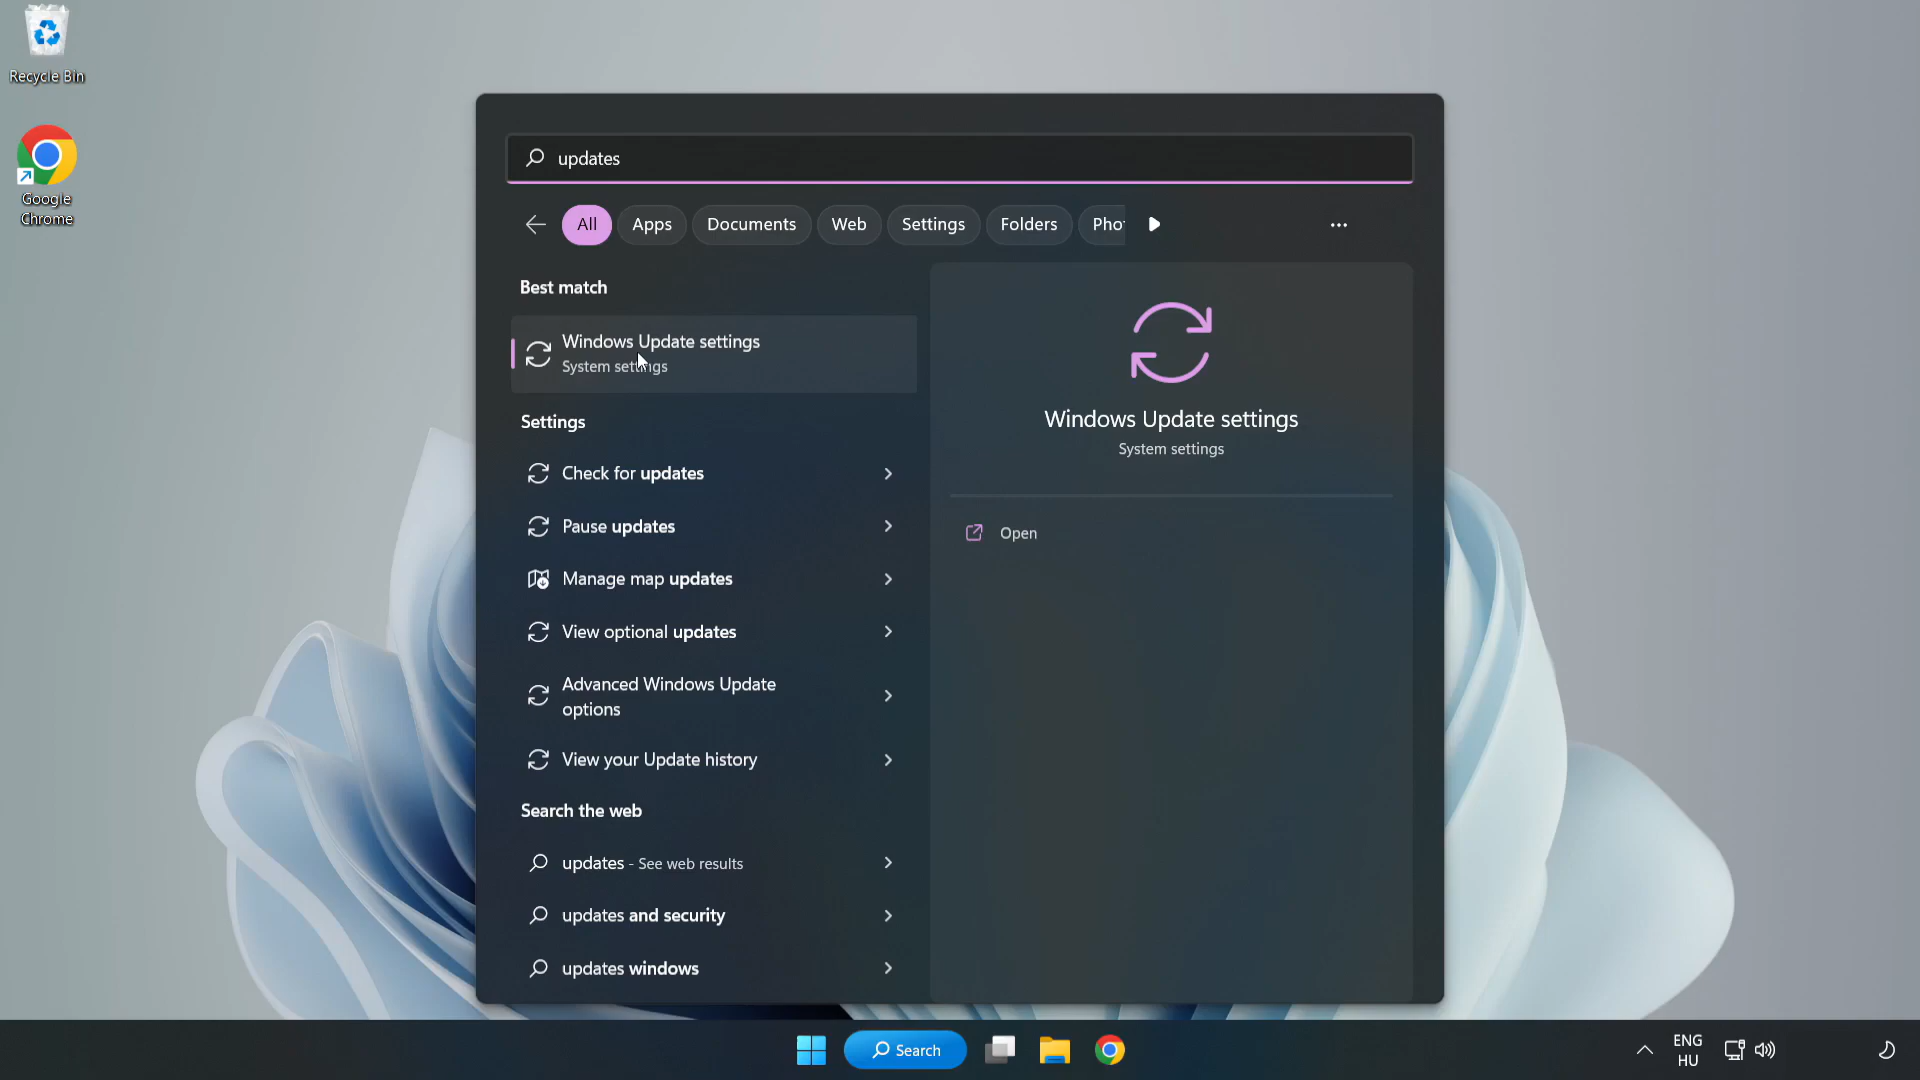 Recycle Bin
Google
Chrome
updates
All
Apps
Documents
Web
Settings
Folders
Pho
Best match
Windows Update settings
System settings
Settings
Check for updates
Pause updates
Manage map updates
View optional updates
Advanced Windows Update
options
View your Update history
Search the web
updates - See web results
updates and security
updates windows
Windows Update settings
System settings
Open
Search
ENG
HU